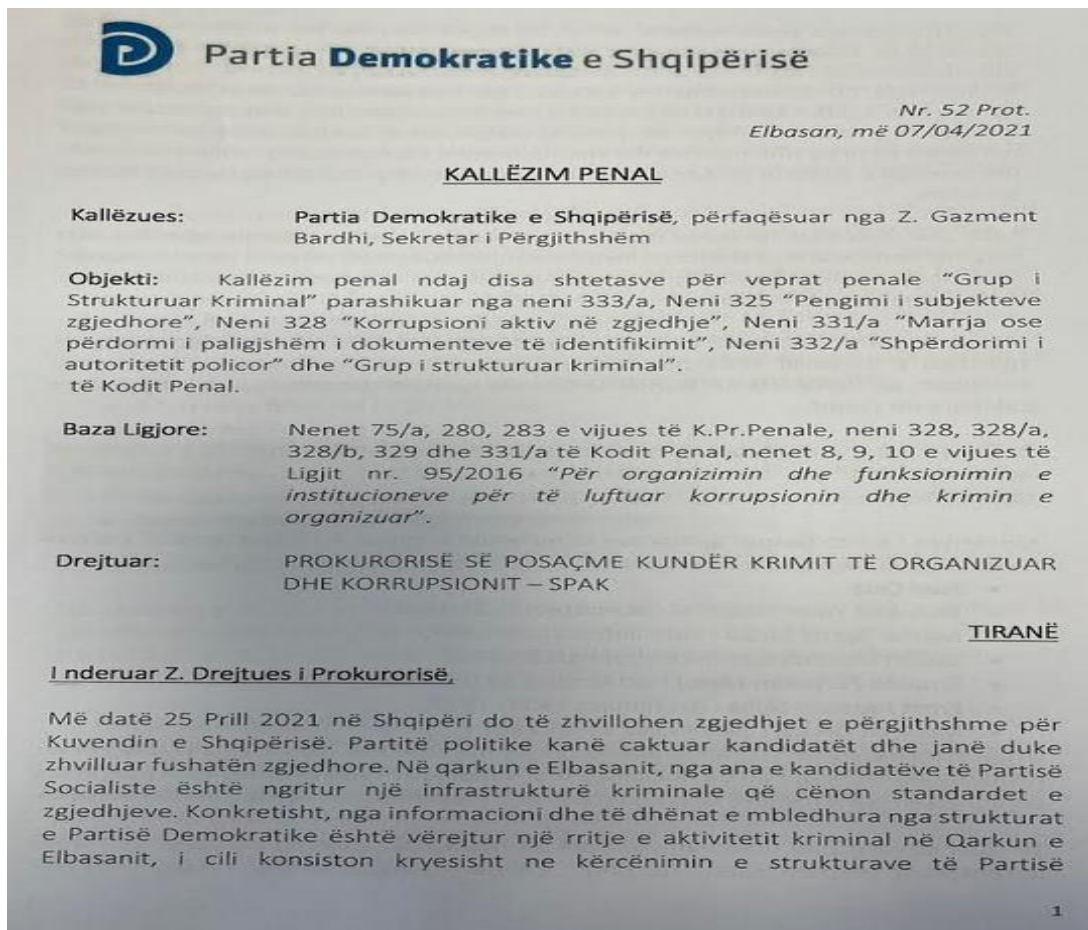 Partia Demokratike e Shqipërisë
Nr. 52 Prot.
Elbasan, më 07/04/2021
KALLËZIM PENAL
Kallëzues: Partia Demokratike e Shqipërisë, përfaqësuar nga Z. Gazment
Bardhi, Sekretar i Përgjithshëm
Objekti: Kallëzim penal ndaj disa shtetasve për veprat penale “Grup i
Strukturuar Kriminal” parashikuar nga neni 333/a, Neni 325 “Pengimi i subjekteve
zgjedhore”, Neni 328 “Korrupsioni aktiv në zgjedhje”, Neni 331/a “Marrja ose
përdormi i paligjshëm i dokumenteve të identifikimit”, Neni 332/a “Shpërdorimi i
autoritetit policor” dhe “Grup i strukturuar kriminal”.
të Kodit Penal.
Baza Ligjore: Nenet 75/a, 280, 283 e vijues të K.Pr.Penale, neni 328, 328/a,
328/b, 329 dhe 331/a të Kodit Penal, nenet 8, 9, 10 e vijues të
Ligjit nr. 95/2016 “Për organizimin dhe funksionimin e
institucioneve për të luftuar korrupsionin dhe krimin e
organizuar”.
Drejtuar: PROKURORISË SË POSAÇME KUNDËR KRIMIT TË ORGANIZUAR
DHE KORRUPSIONIT – SPAK
TIRANË
I nderuar Z. Drejtues i Prokurorisë,
Më datë 25 Prill 2021 në Shqipëri do të zhvillohen zgjedhjet e përgjithshme për
Kuvendin e Shqipërisë. Partitë politike kanë caktuar kandidatët dhe janë duke
zhvilluar fushatën zgjedhore. Në qarkun e Elbasanit, nga ana e kandidatëve të Partisë
Socialiste është ngritur një infrastrukturë kriminale që cënon standardet e
zgjedhjeve. Konkretisht, nga informacioni dhe të dhënat e mbledhura nga strukturat
e Partisë Demokratike është vërejtur një rritje e aktivitetit kriminal në Qarkun e
Elbasanit, i cili konsiston kryesisht ne kërcënimin e strukturave të Partisë
1